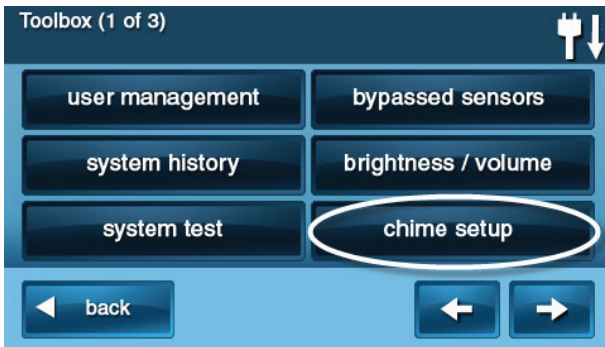 Toolbox (1 of 3)
user management
bypassed sensors
system history
brightness / volume
system test
chime setup
back